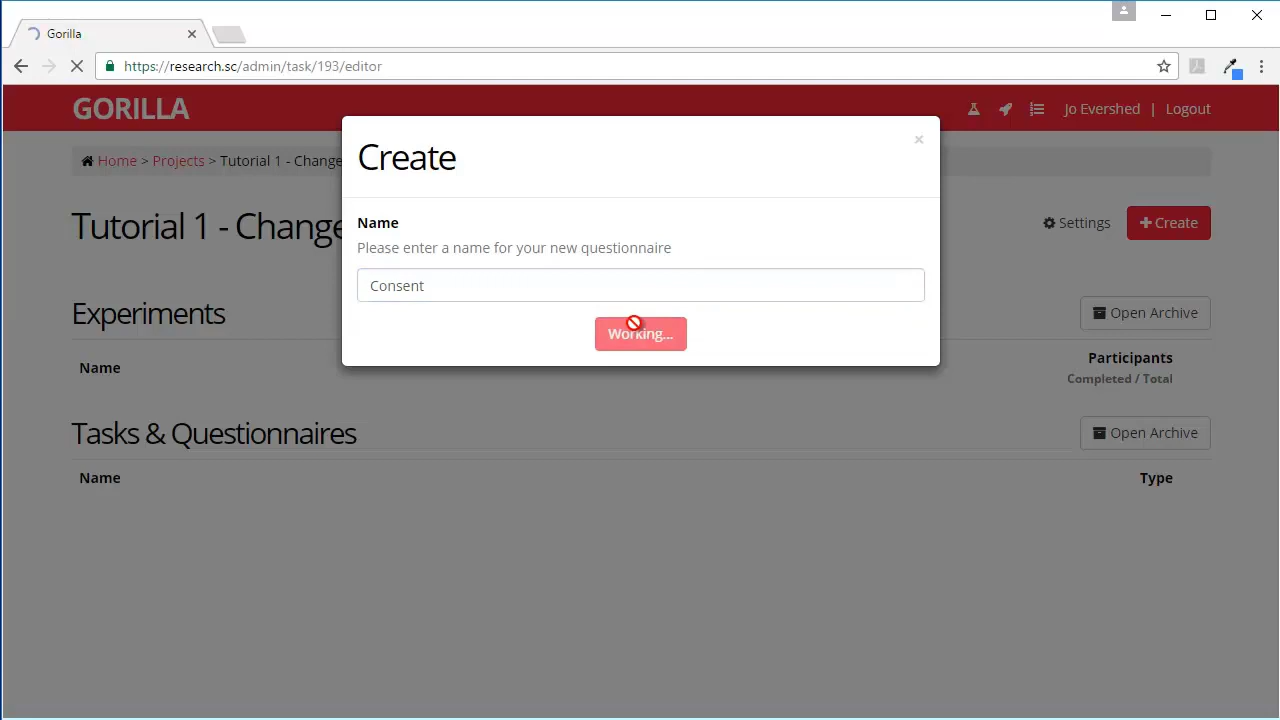 Gorilla
https://research.sc/admin/task/193/editor
GORILLA
Jo Evershed | Logout
Home > Projects > Tutorial 1 - Change
Create
×
Tutorial 1 - Change
Settings
Create
Name
Please enter a name for your new questionnaire
Consent
Working...
Experiments
Open Archive
Name
Participants
Completed / Total
Tasks & Questionnaires
Open Archive
Name
Type